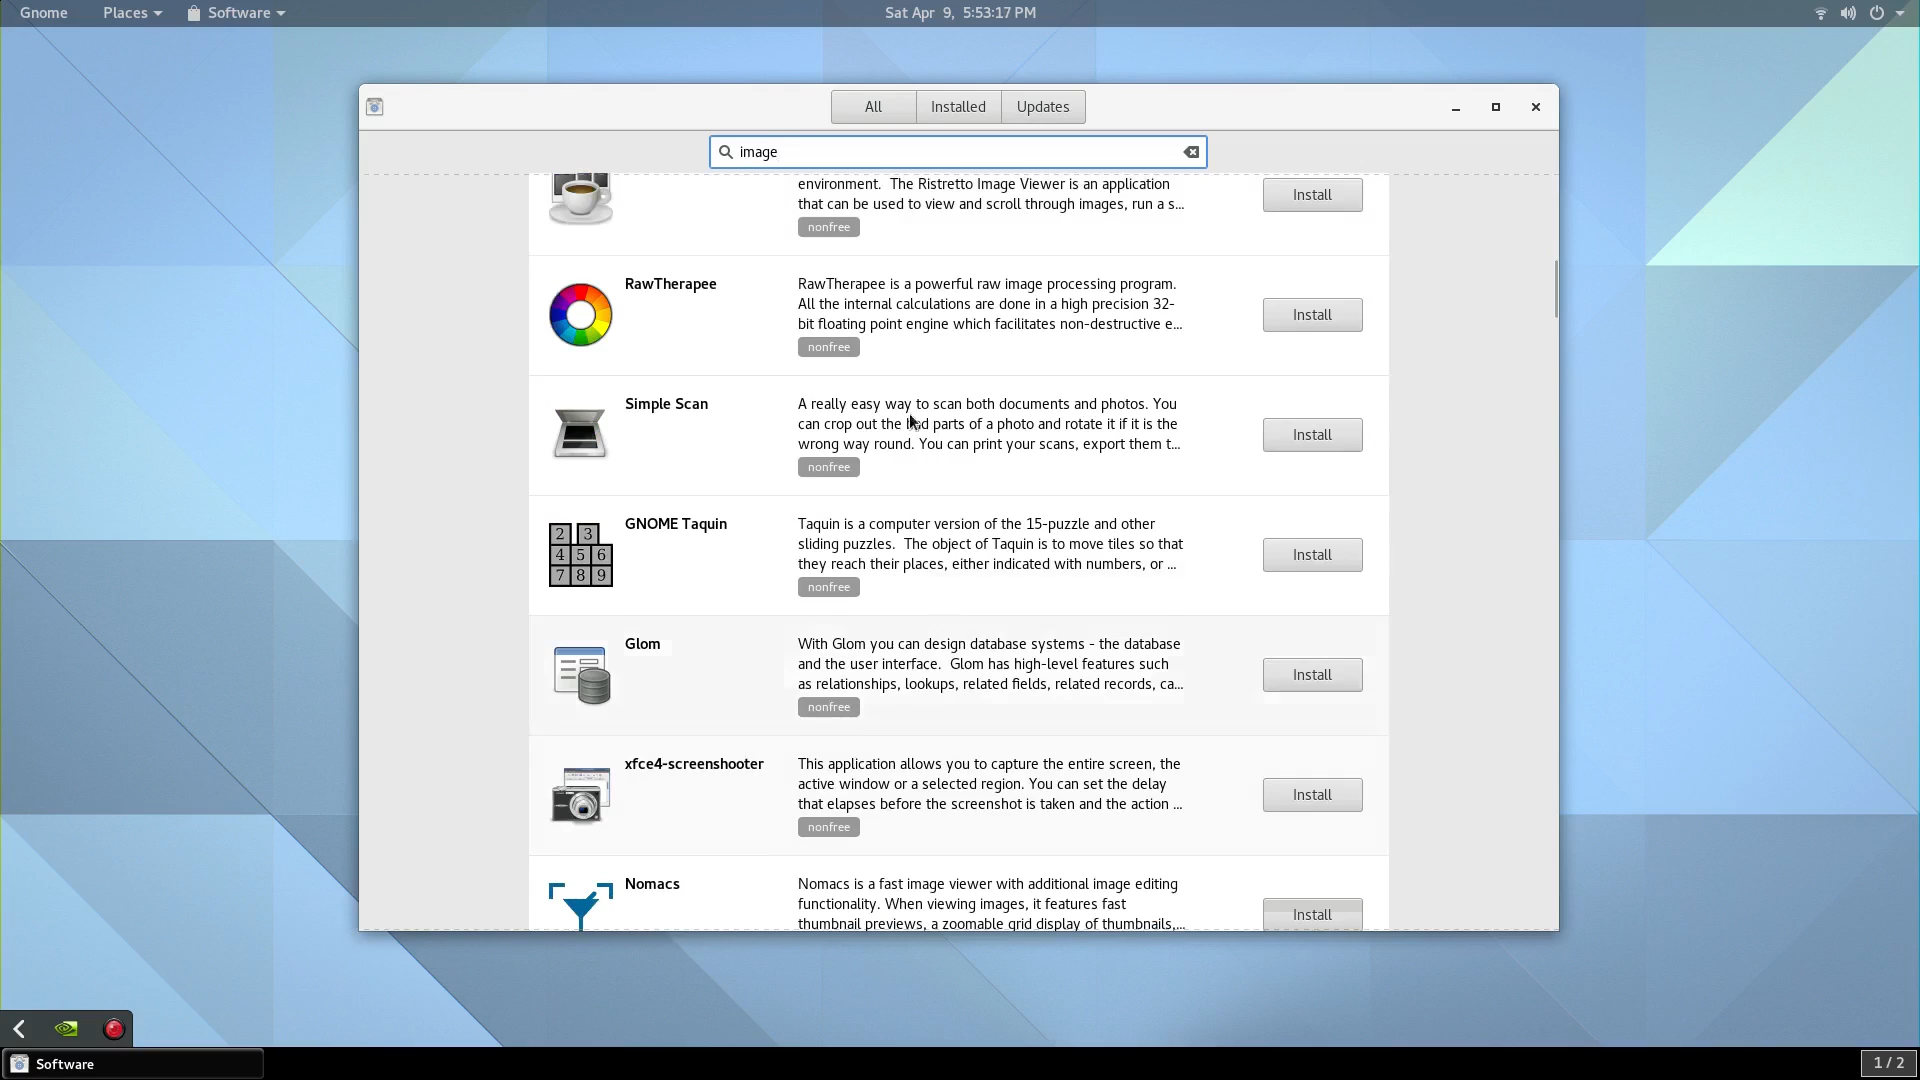 Gnome Places Software Sat Apr 9, 5:53:17 PM
All Installed Updates
image
environment. The Ristretto Image Viewer is an application
that can be used to view and scroll through images, run a s...
nonfree
Install
RawTherapee
RawTherapee is a powerful raw image processing program.
All the internal calculations are done in a high precision 32-
bit floating point engine which facilitates non-destructive e...
nonfree
Install
Simple Scan
A really easy way to scan both documents and photos. You
can crop out the bad parts of a photo and rotate it if it is the
wrong way round. You can print your scans, export them t...
nonfree
Install
2 3
4 5 6
7 8 9
GNOME Taquin
Taquin is a computer version of the 15-puzzle and other
sliding puzzles. The object of Taquin is to move tiles so that
they reach their places, either indicated with numbers, or ...
nonfree
Install
Glom
With Glom you can design database systems - the database
and the user interface. Glom has high-level features such
as relationships, lookups, related fields, related records, ca...
nonfree
Install
xfce4-screenshooter
This application allows you to capture the entire screen, the
active window or a selected region. You can set the delay
that elapses before the screenshot is taken and the action ...
nonfree
Install
Nomacs
Nomacs is a fast image viewer with additional image editing
functionality. When viewing images, it features fast
thumbnail previews, a zoomable grid display of thumbnails,...
Install
Software
1 / 2